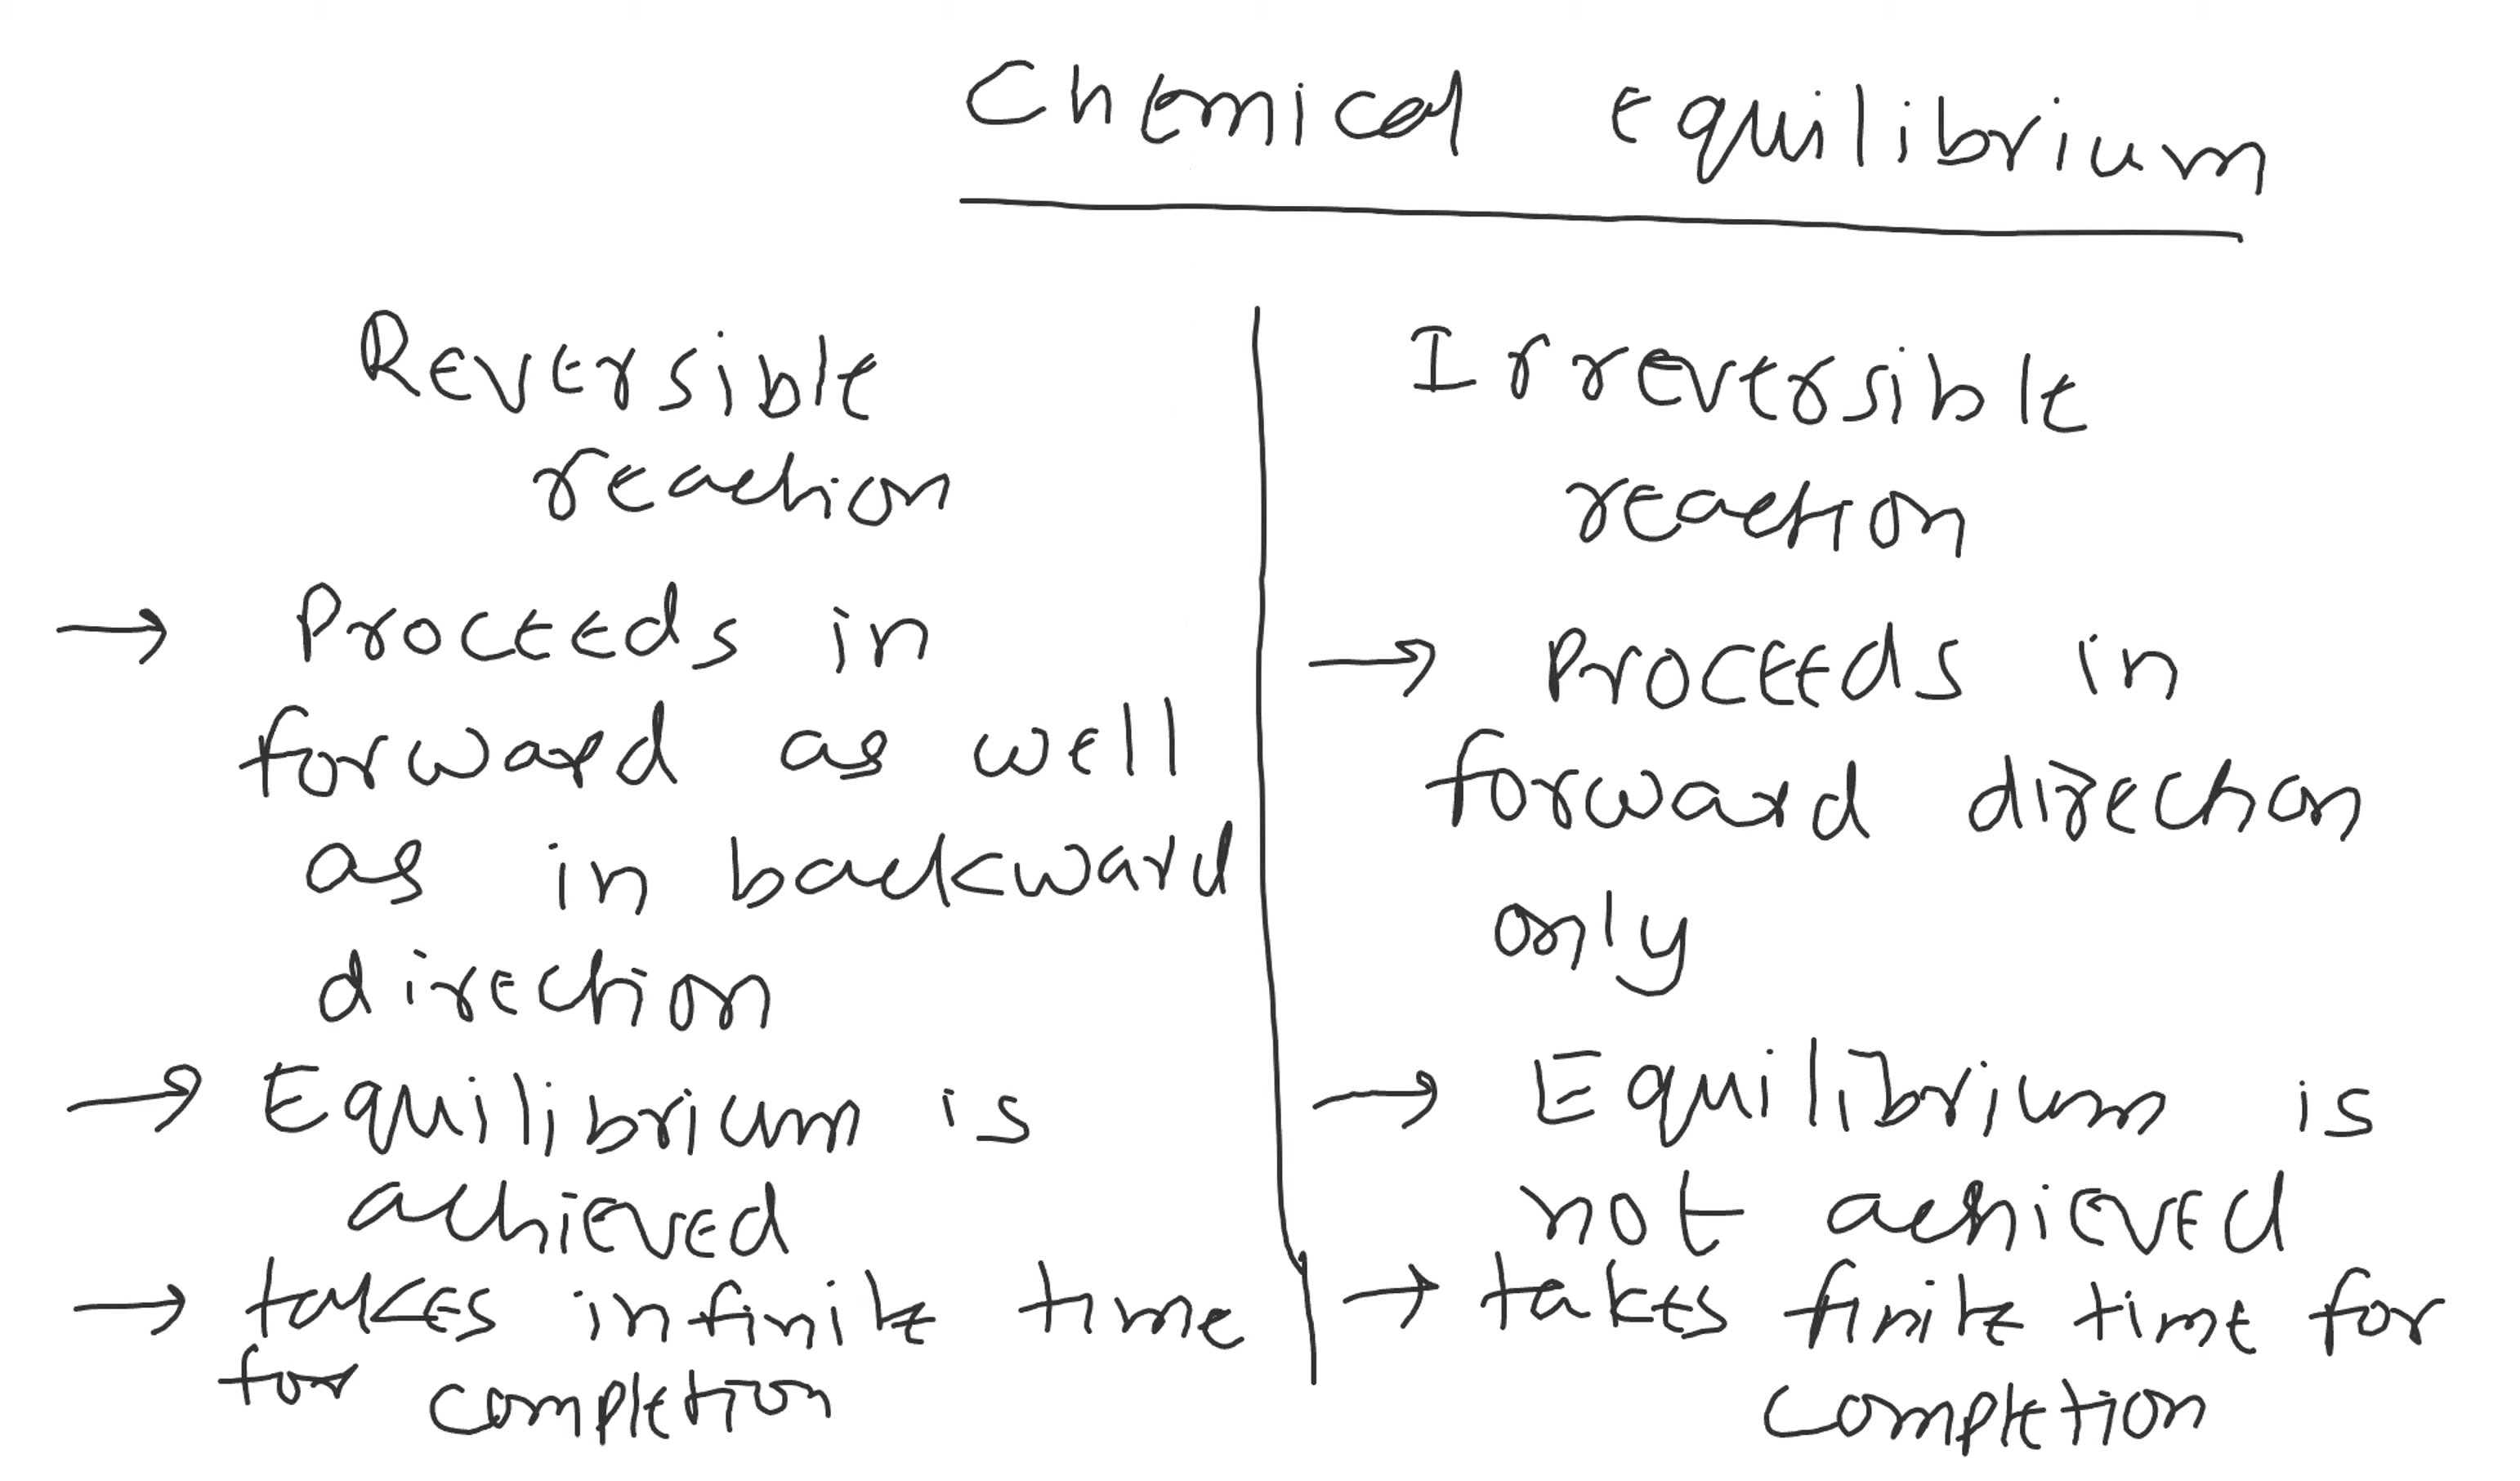 Chemical Equilibrium
Reversible
reaction
→ Proceeds in
forward as well
as in backward
direction
→ Equilibrium is
achieved
→ takes infinite time
for completion
Irreversible
reaction
→ Proceeds in
forward direction
only
→ Equilibrium is
not achieved
→ takes finite time for
completion